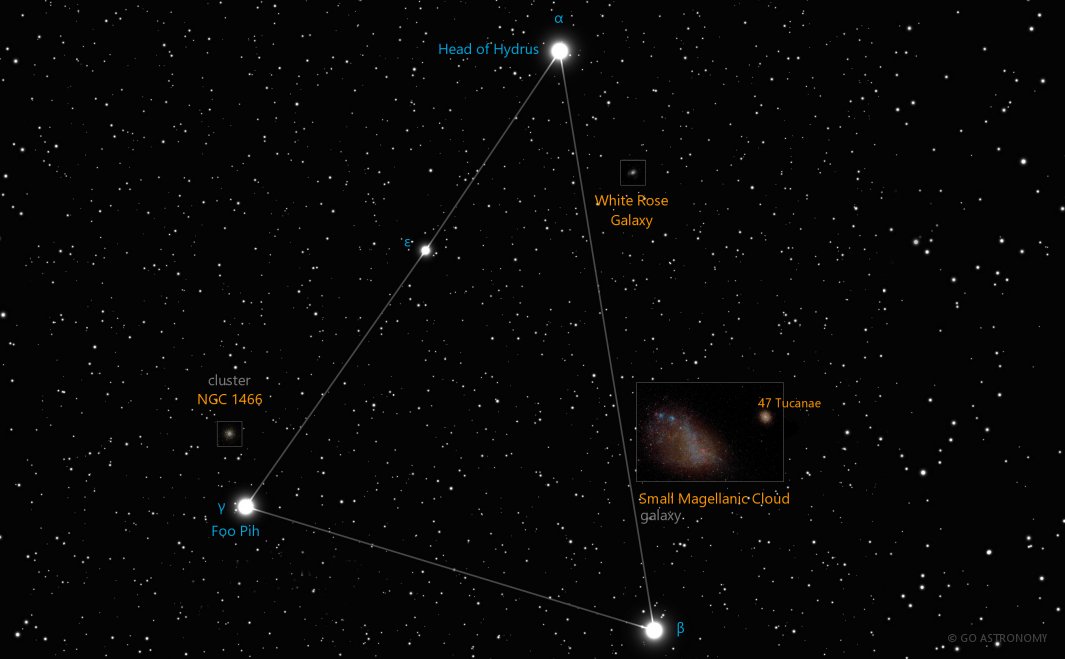 α
Head of Hydrus
White Rose
Galaxy
ε
cluster
NGC 1466
47 Tucanae
Small Magellanic Cloud
galaxy
γ
Foo Pih
β
© GO ASTRONOMY